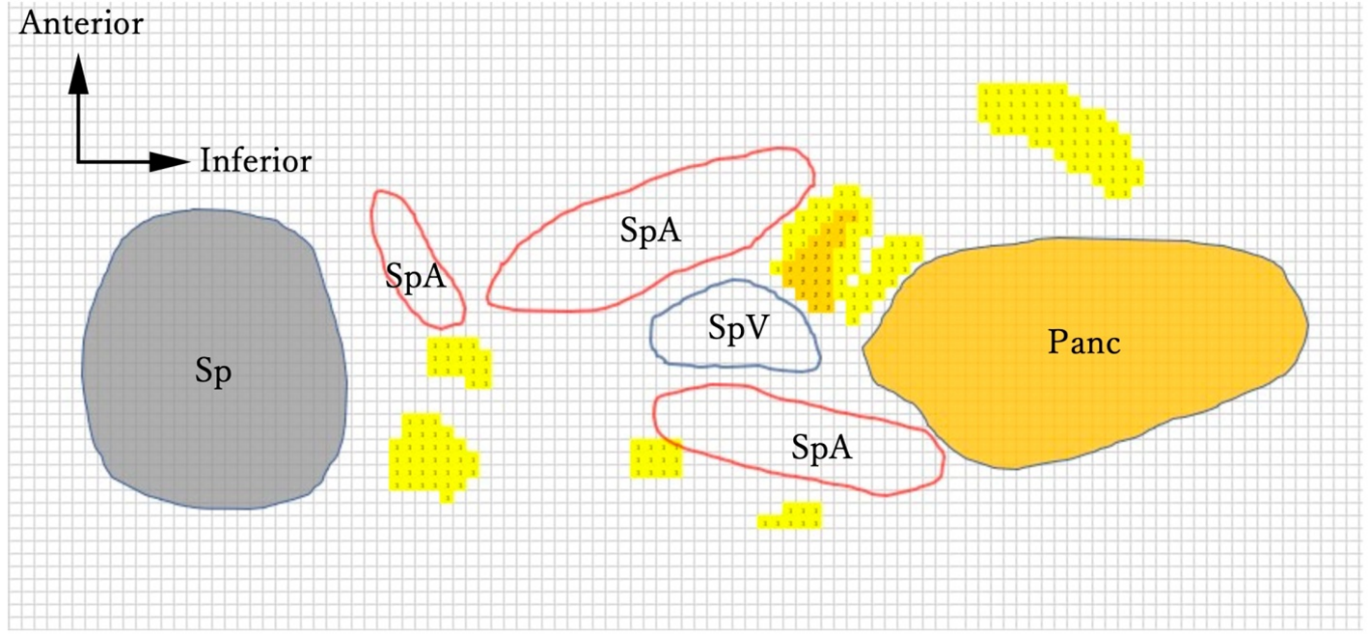 Anterior
Inferior
SpA
SpA
SpV
Sp
Panc
SpA